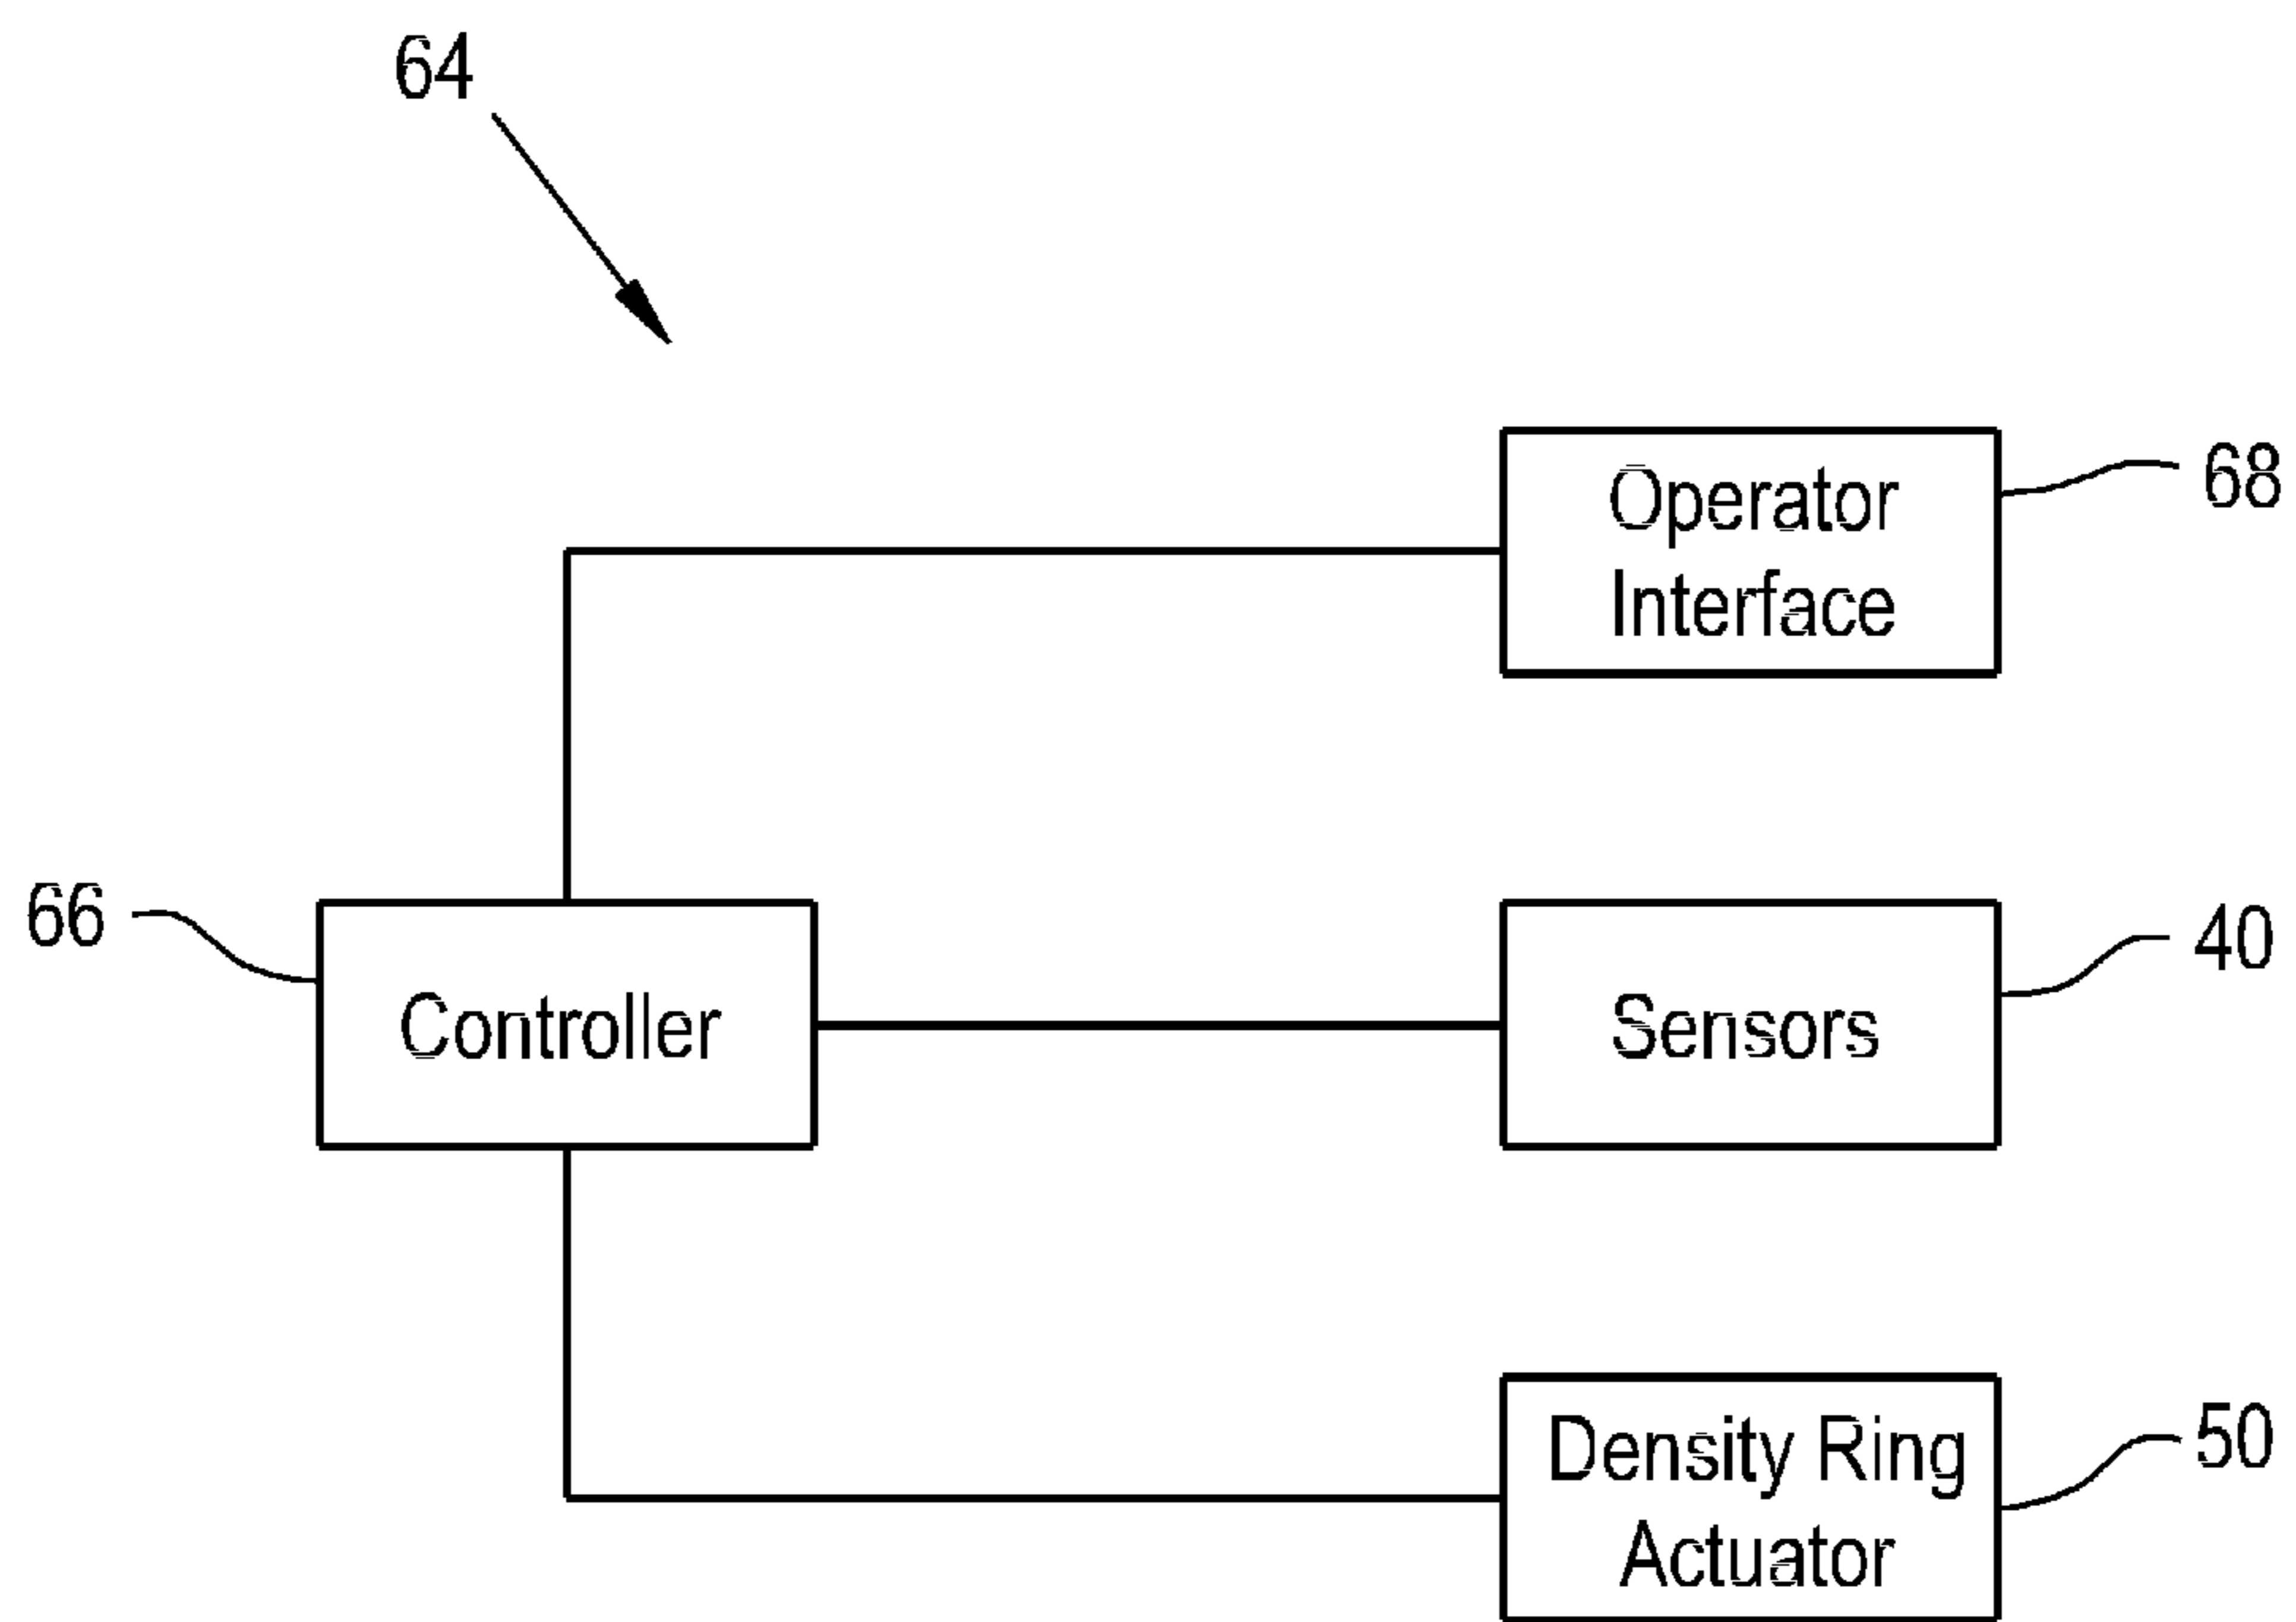 64
Operator
Interface
68
66
Controller
Sensors
40
Density Ring
Actuator
50